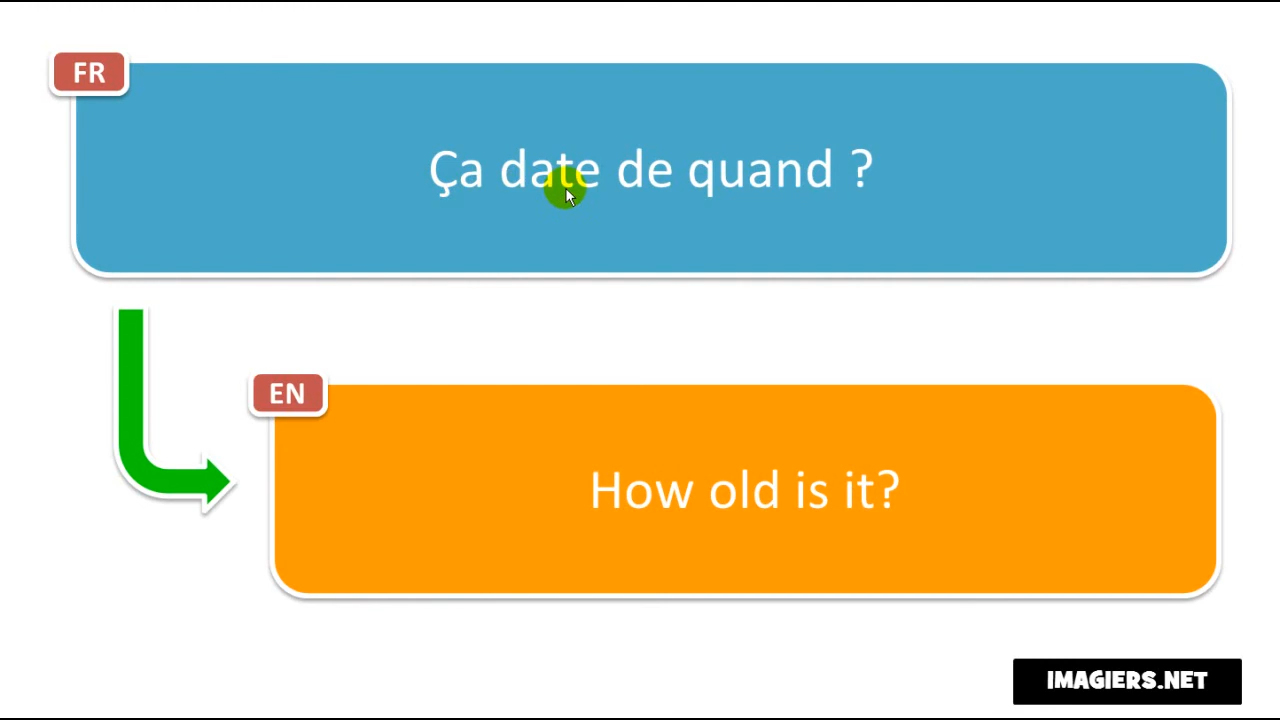 FR
Ça date de quand ?
EN
How old is it?
IMAGIERS.NET